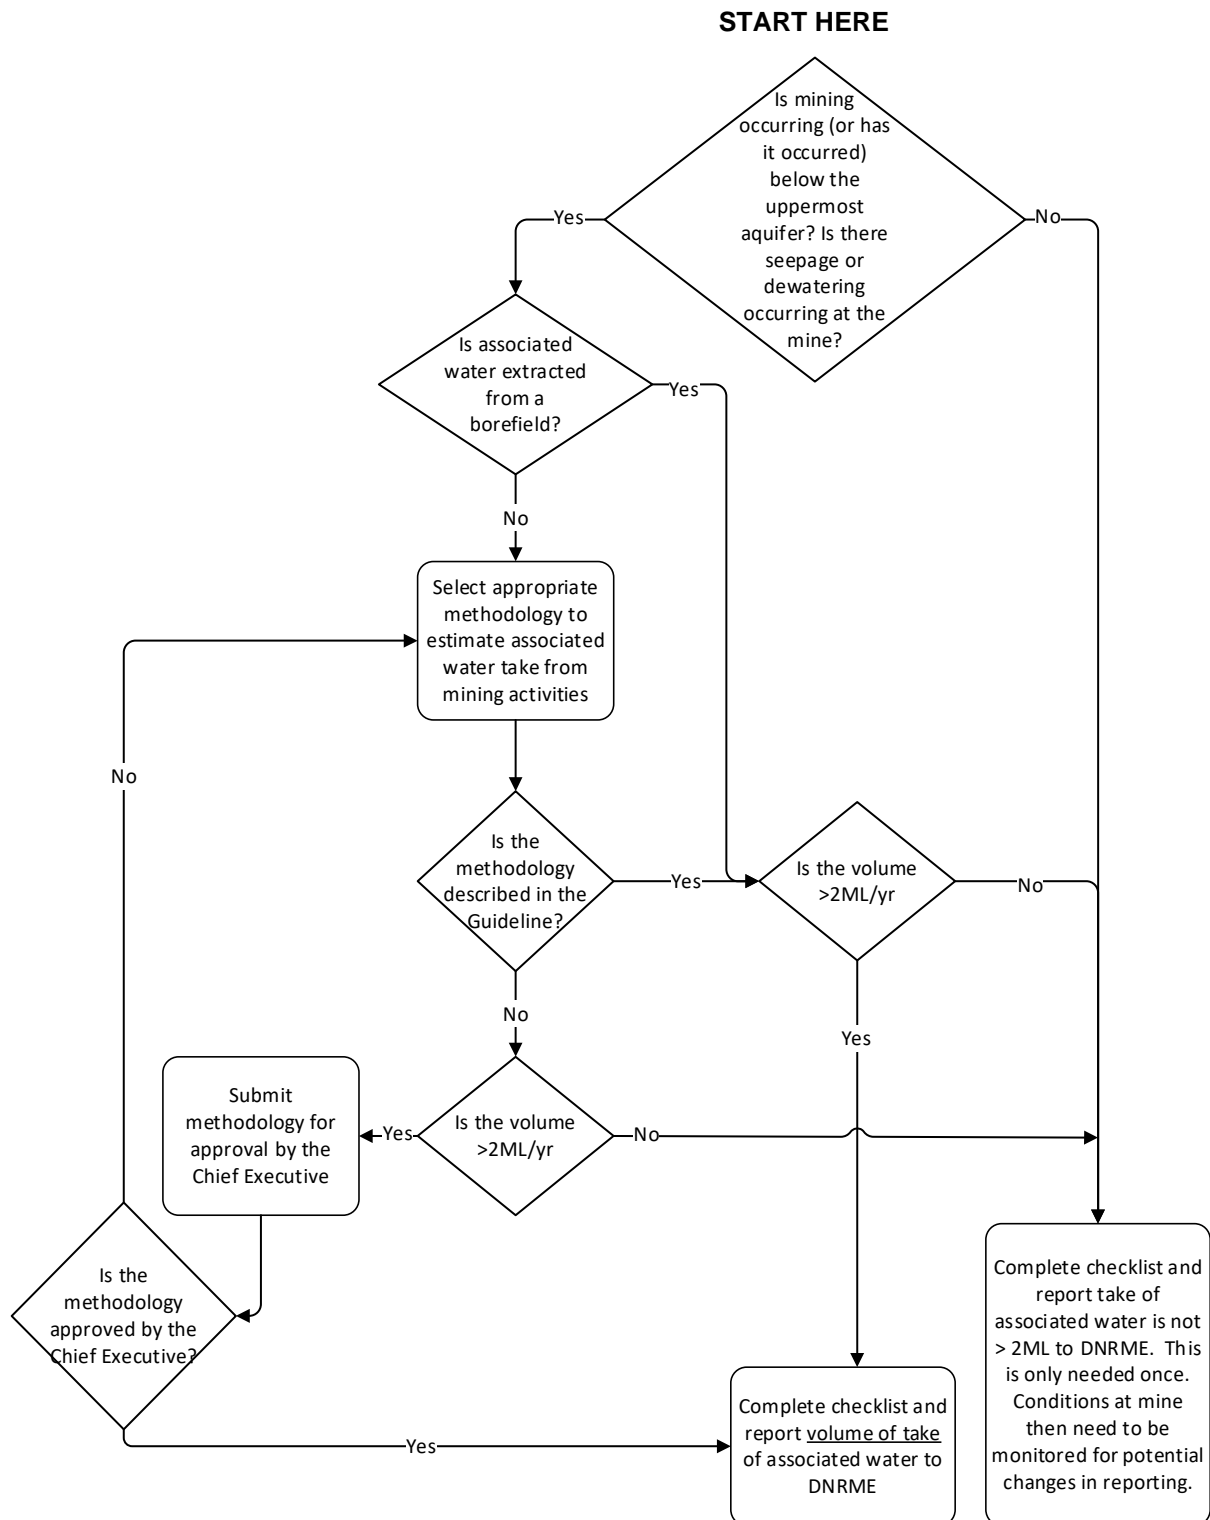 START HERE
Is mining
occurring (or has
it occurred)
below the
uppermost
aquifer? Is there
seepage or
dewatering
occurring at the
mine?
Yes
No
Is associated
water extracted
from a
borefield?
Yes
No
Select appropriate
methodology to
estimate associated
water take from
mining activities
No
Is the
methodology
described in the
Guideline?
Yes
Is the volume
>2ML/yr
No
No
Yes
Submit
methodology for
approval by the
Chief Executive
Yes
Is the volume
>2ML/yr
No
Is the
methodology
approved by the
Chief Executive?
Yes
Complete checklist and
report volume of take
of associated water to
DNRME
Complete checklist and
report take of
associated water is not
> 2ML to DNRME. This
is only needed once.
Conditions at mine
then need to be
monitored for potential
changes in reporting.